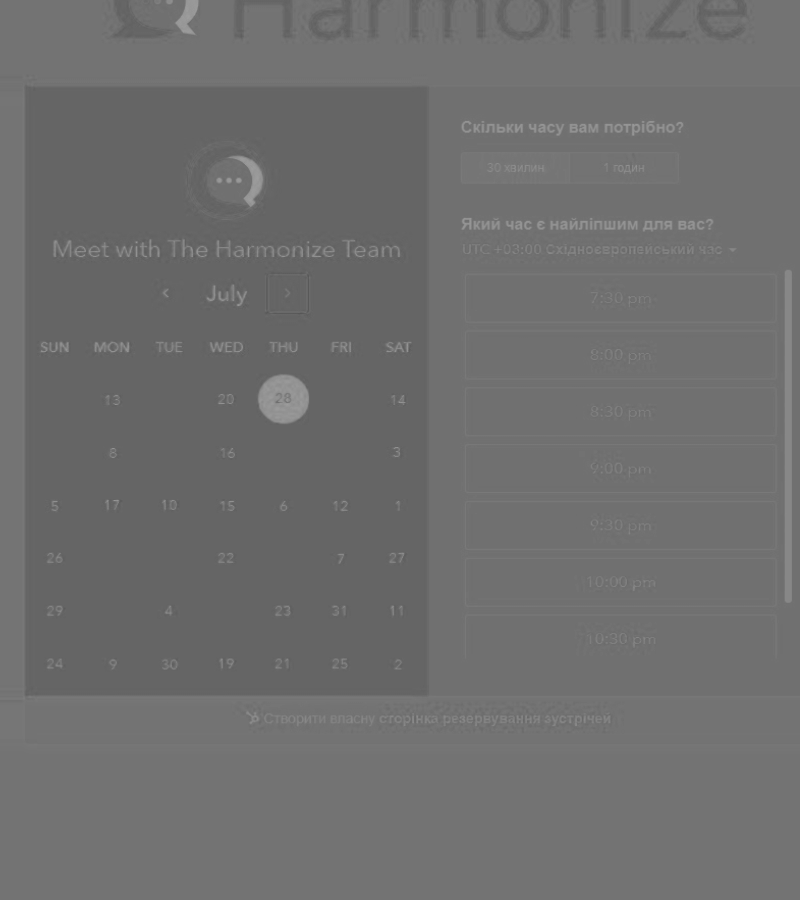 Harmonize
Meet with The Harmonize Team
July
SUN MON TUE WED THU FRI SAT
13 20 28 14
8 16 3
5 17 10 15 6 12 1
26 22 7 27
29 4 23 31 11
24 9 30 19 21 25 2
Скільки часу вам потрібно?
30 хвилин 1 годин
Який час є найліпшим для вас?
UTC +03:00 Східноєвропейський час
7:30 pm
8:00 pm
8:30 pm
9:00 pm
9:30 pm
10:00 pm
10:30 pm
Створити власну сторінка резервування зустрічей